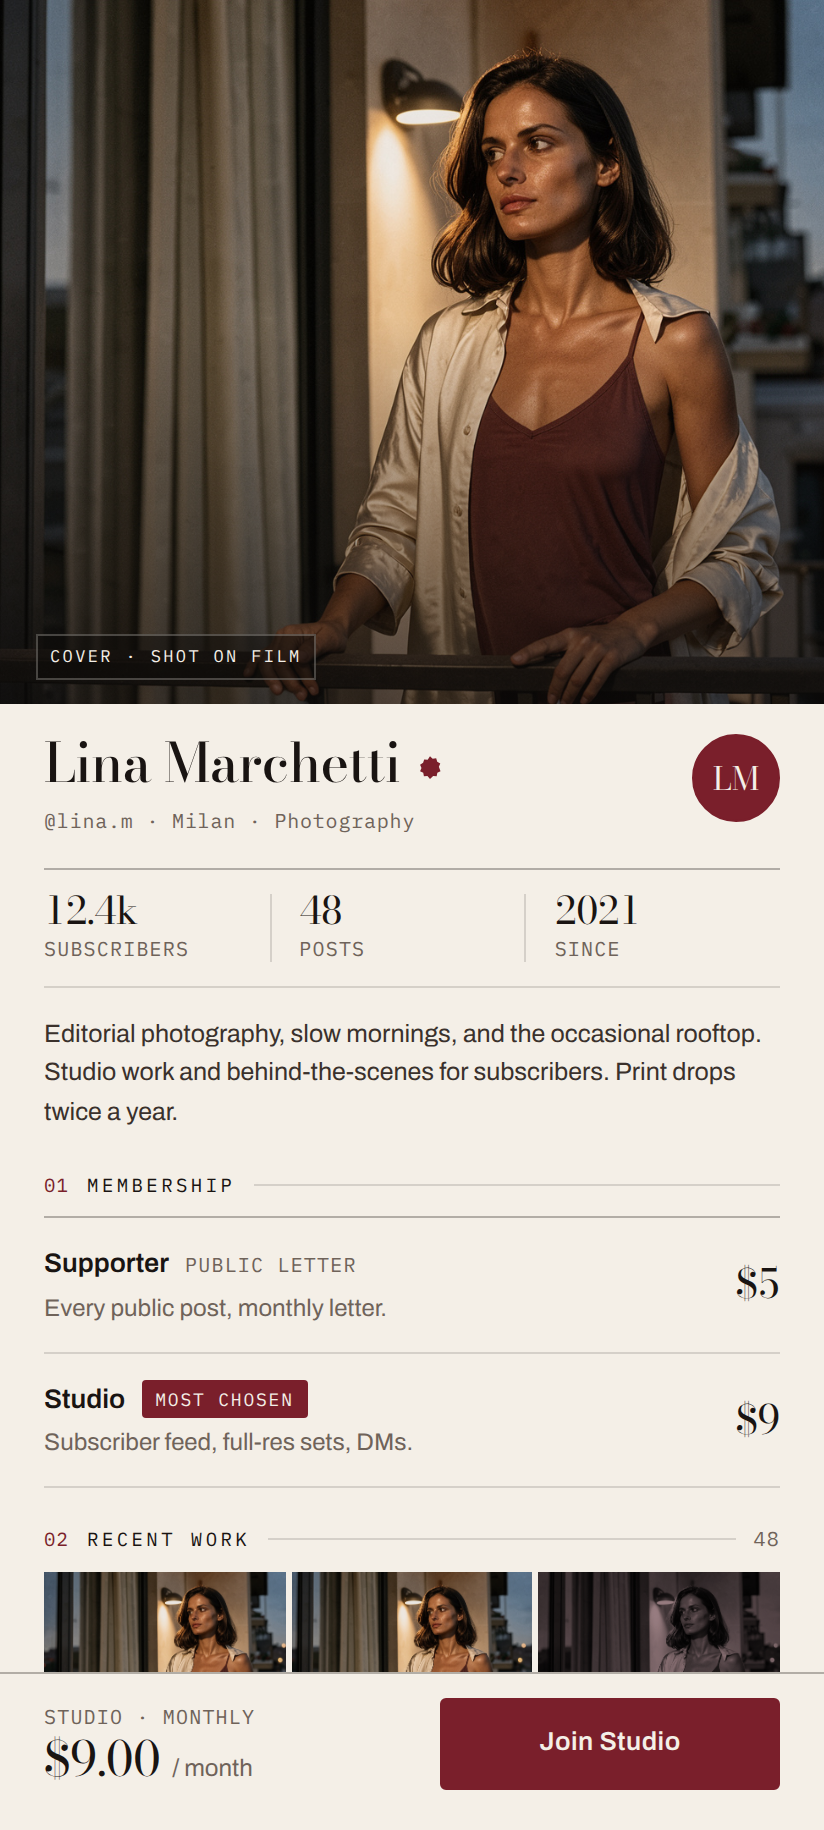 COVER · SHOT ON FILM
Lina Marchetti
LM
@lina.m · Milan · Photography
12.4k
SUBSCRIBERS
48
POSTS
2021
SINCE
Editorial photography, slow mornings, and the occasional rooftop.
Studio work and behind-the-scenes for subscribers. Print drops
twice a year.
01 MEMBERSHIP
Supporter PUBLIC LETTER
Every public post, monthly letter.
$5
Studio MOST CHOSEN
Subscriber feed, full-res sets, DMs.
$9
02 RECENT WORK 48
STUDIO · MONTHLY
$9.00 / month
Join Studio